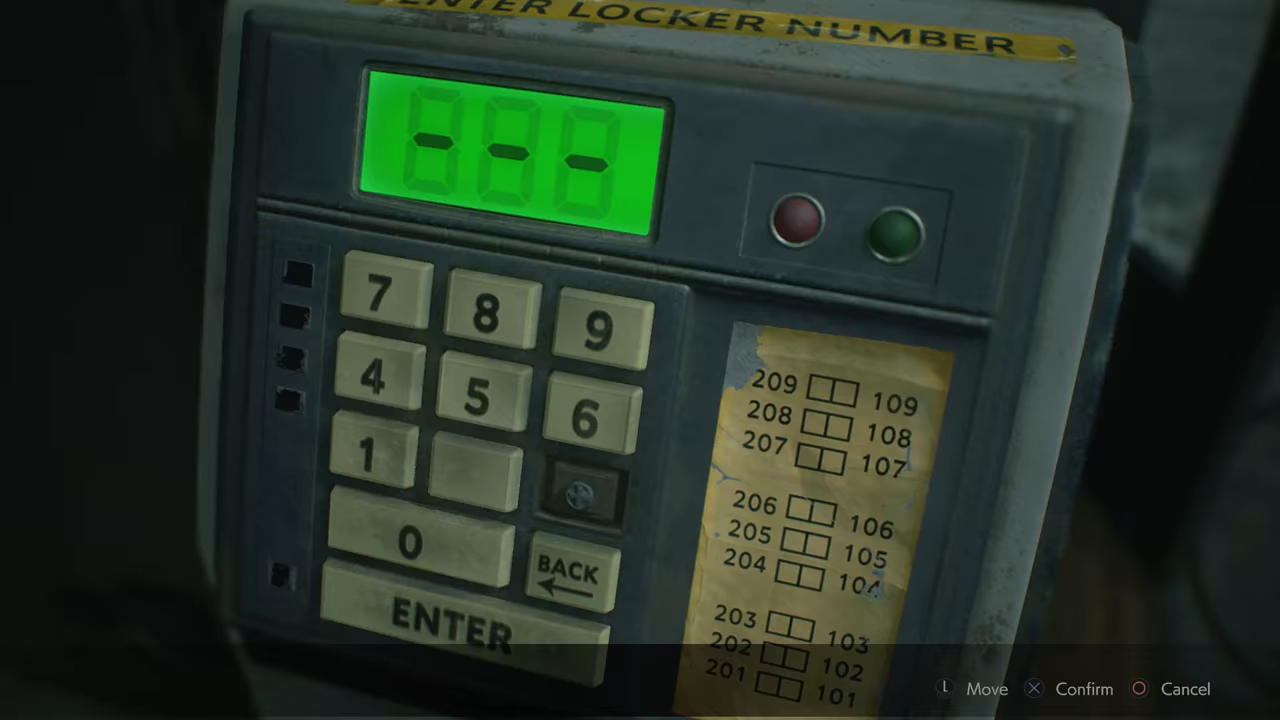 ENTER LOCKER NUMBER
---
7 8 9
4 5 6
1
0 BACK
ENTER
209 109
208 108
207 107
206 106
205 105
204 104
203 103
202 102
201 101
L Move Confirm Cancel